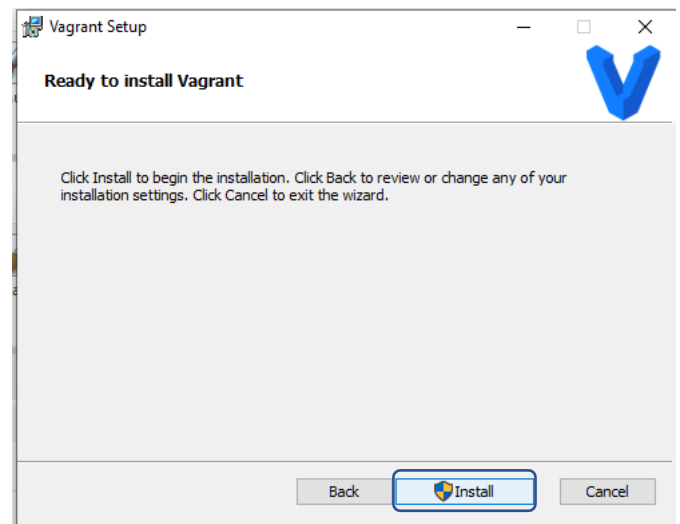 Vagrant Setup
Ready to install Vagrant
Click Install to begin the installation. Click Back to review or change any of your
installation settings. Click Cancel to exit the wizard.
Back Install Cancel